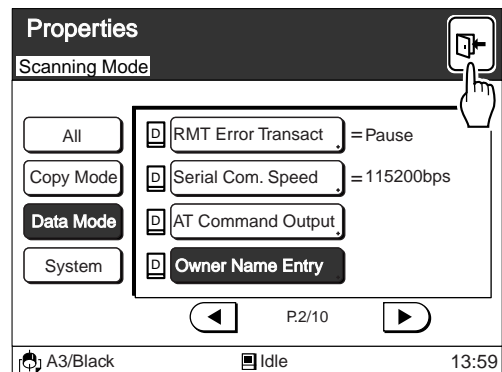 Properties
Scanning Mode
All
Copy Mode
Data Mode
System
D RMT Error Transact =Pause
D Serial Com. Speed =115200bps
D AT Command Output
D Owner Name Entry
P.2/10
A3/Black Idle 13:59